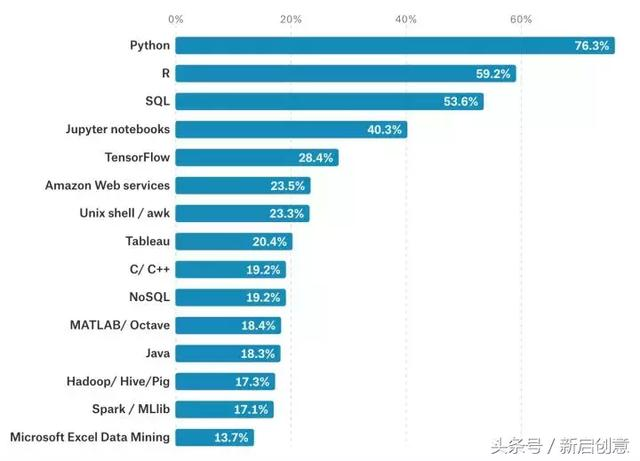 0% 20% 40% 60%
Python 76.3%
R 59.2%
SQL 53.6%
Jupyter notebooks 40.3%
TensorFlow 28.4%
Amazon Web services 23.5%
Unix shell / awk 23.3%
Tableau 20.4%
C/ C++ 19.2%
NoSQL 19.2%
MATLAB/ Octave 18.4%
Java 18.3%
Hadoop/ Hive/Pig 17.3%
Spark / MLlib 17.1%
Microsoft Excel Data Mining 13.7%
头条号 / 新启创意